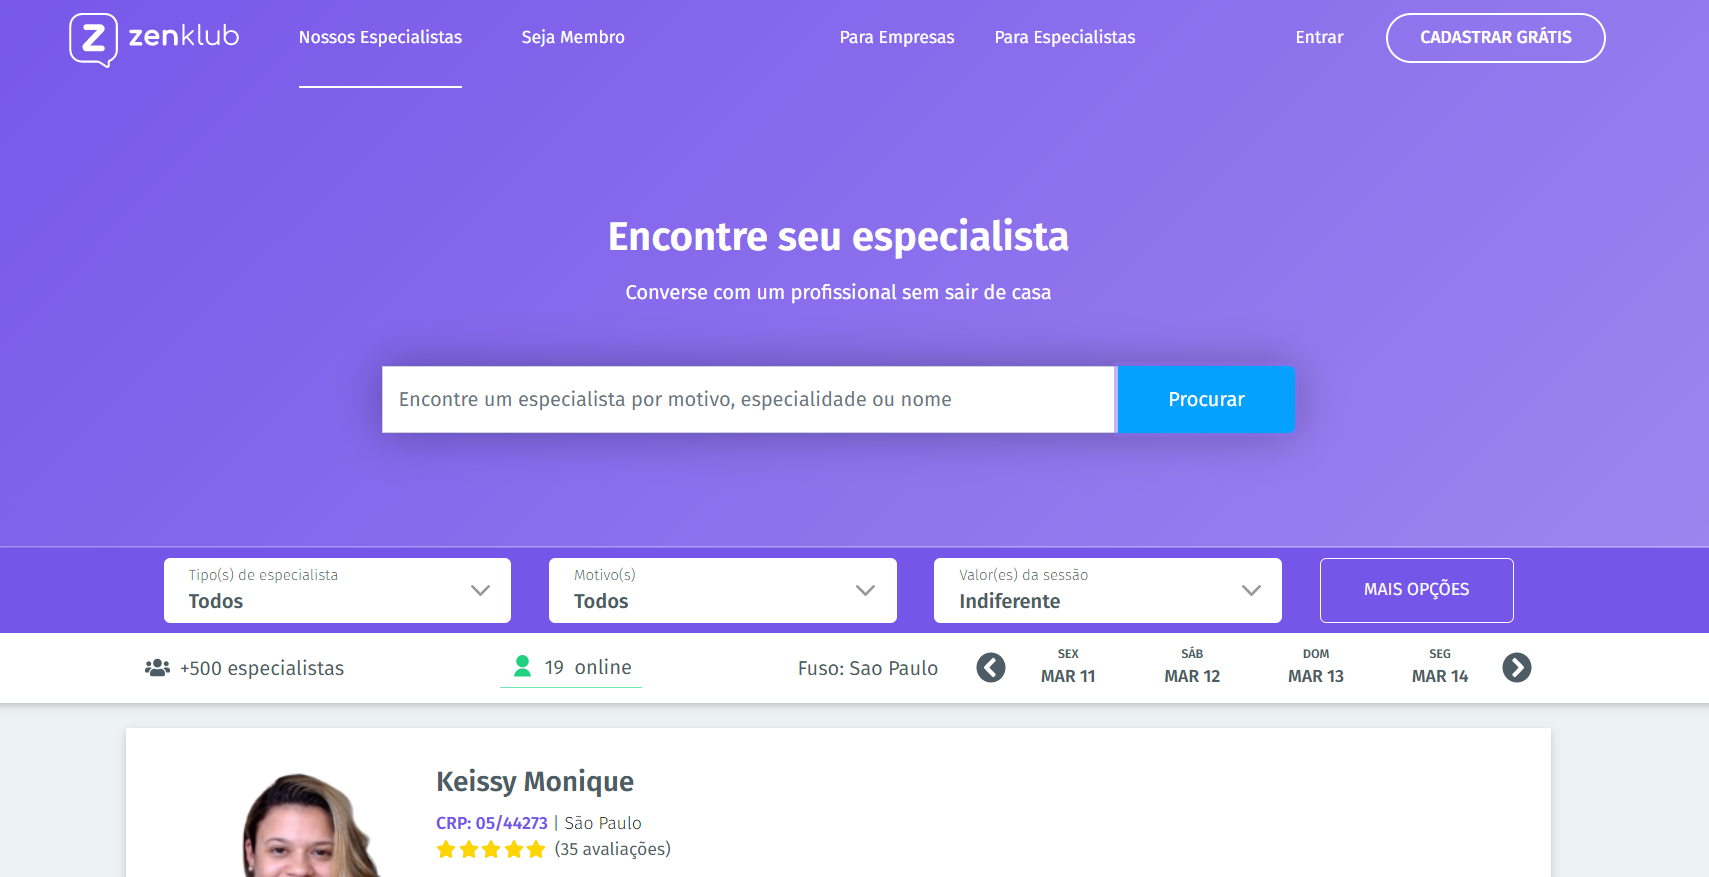 zenklub
Nossos Especialistas
Seja Membro
Para Empresas
Para Especialistas
Entrar
CADASTRAR GRÁTIS
Encontre seu especialista
Converse com um profissional sem sair de casa
Encontre um especialista por motivo, especialidade ou nome
Procurar
Tipo(s) de especialista
Todos
Motivo(s)
Todos
Valor(es) da sessão
Indiferente
MAIS OPÇÕES
+500 especialistas
19 online
Fuso: Sao Paulo
SEX
MAR 11
SÁB
MAR 12
DOM
MAR 13
SEG
MAR 14
Keissy Monique
CRP: 05/44273 | São Paulo
(35 avaliações)